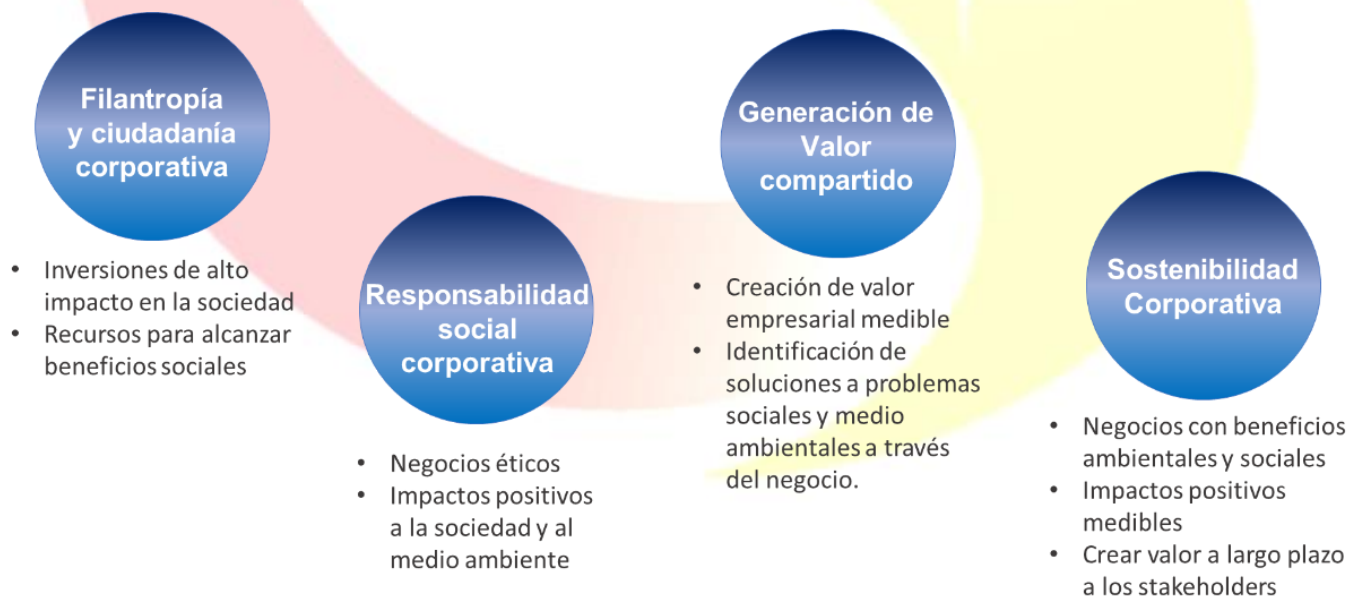 Filantropía
y ciudadanía
corporativa
• Inversiones de alto
impacto en la sociedad
• Recursos para alcanzar
beneficios sociales
Responsabilidad
social
corporativa
• Negocios éticos
• Impactos positivos
a la sociedad y al
medio ambiente
Generación de
Valor
compartido
• Creación de valor
empresarial medible
• Identificación de
soluciones a problemas
sociales y medio
ambientales a través
del negocio.
Sostenibilidad
Corporativa
• Negocios con beneficios
ambientales y sociales
• Impactos positivos
medibles
• Crear valor a largo plazo
a los stakeholders